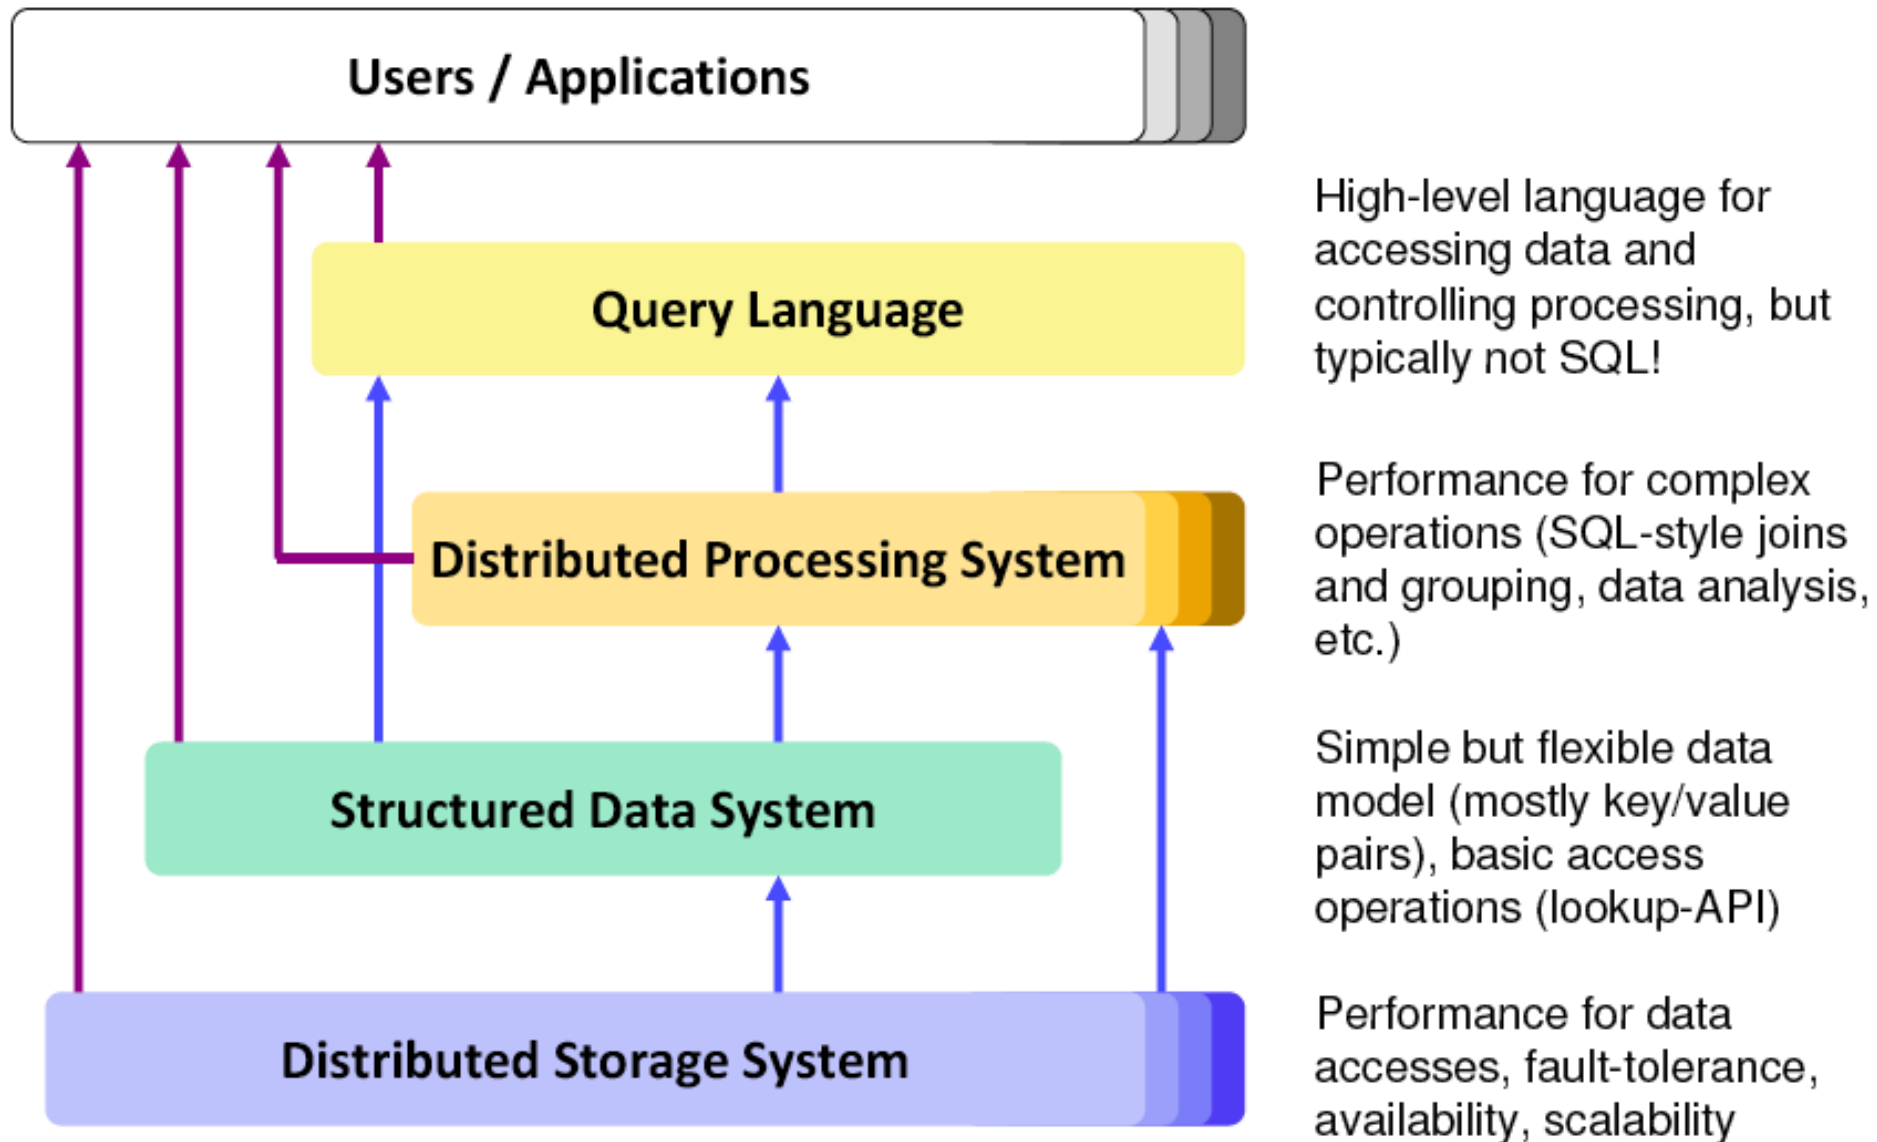 Users / Applications
High-level language for
accessing data and
controlling processing, but
typically not SQL!
Query Language
Performance for complex
operations (SQL-style joins
and grouping, data analysis,
etc.)
Distributed Processing System
Simple but flexible data
model (mostly key/value
pairs), basic access
operations (lookup-API)
Structured Data System
Performance for data
accesses, fault-tolerance,
availability, scalability
Distributed Storage System